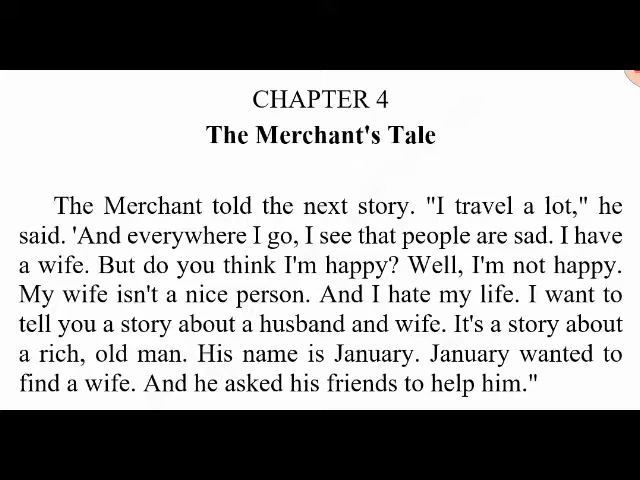 CHAPTER 4
The Merchant's Tale
The Merchant told the next story. "I travel a lot," he
said. 'And everywhere I go, I see that people are sad. I have
a wife. But do you think I'm happy? Well, I'm not happy.
My wife isn't a nice person. And I hate my life. I want to
tell you a story about a husband and wife. It's a story about
a rich, old man. His name is January. January wanted to
find a wife. And he asked his friends to help him."